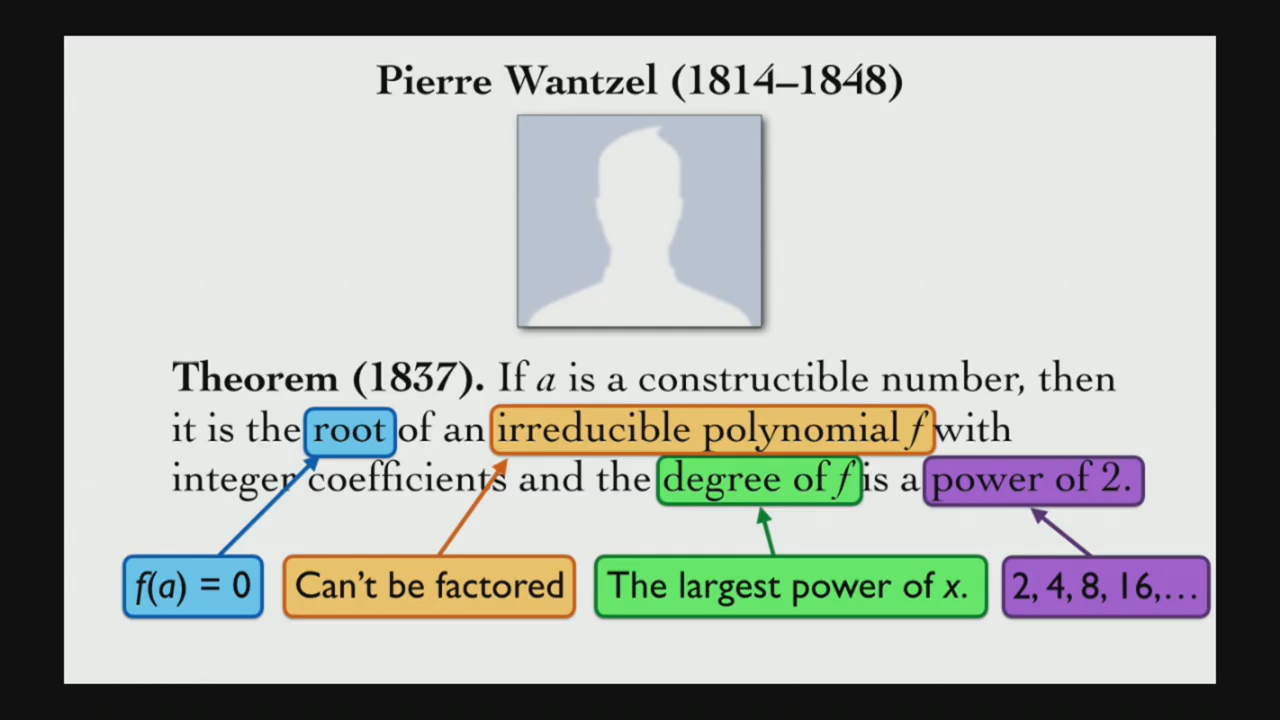 Pierre Wantzel (1814–1848)
Theorem (1837). If a is a constructible number, then
it is the root of an irreducible polynomial f with
integer coefficients and the degree of f is a power of 2.
f(a) = 0
Can't be factored
The largest power of x.
2, 4, 8, 16,…